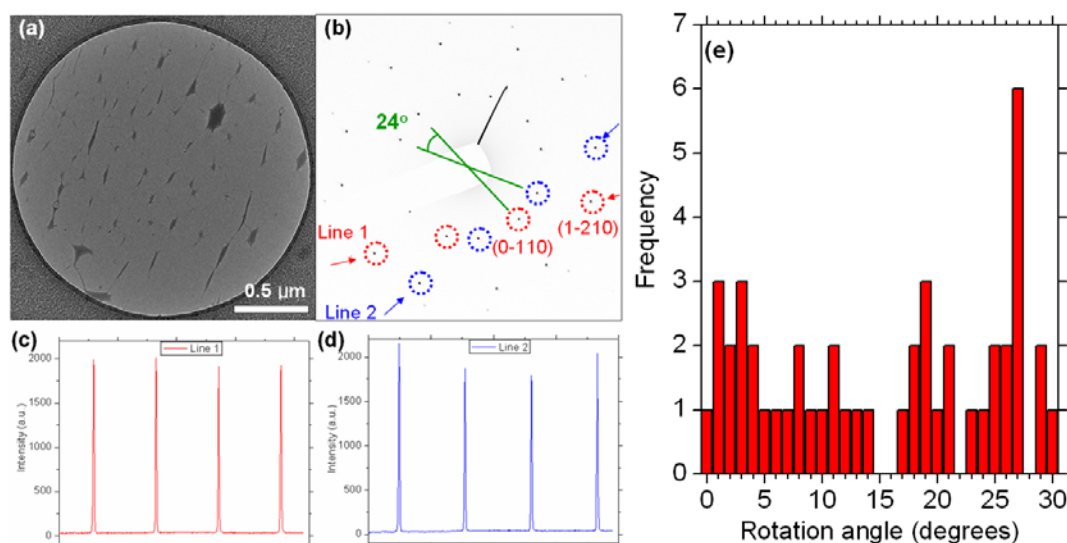 (a)
0.5 µm
(b)
24°
Line 1
(0-110)
(1-210)
Line 2
(c)
Line 1
2000
1500
1000
500
0
Intensity (a.u.)
(d)
Line 2
2000
1500
1000
500
0
Intensity (a.u.)
(e)
7
6
5
4
3
2
1
0
Frequency
0 5 10 15 20 25 30
Rotation angle (degrees)